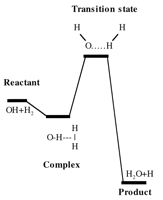 Transition state
H H
O.....H
Reactant
OH+H₂
H
O-H---
H
Complex
H₂O+H
Product